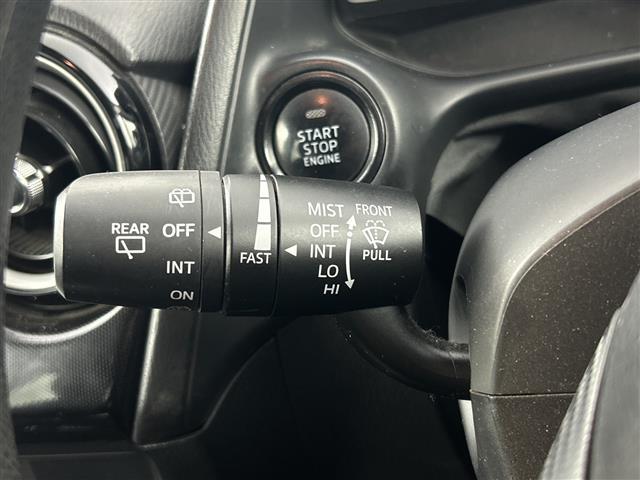 START
STOP
ENGINE
REAR
OFF
INT
ON
FAST
MIST
OFF
INT
LO
HI
FRONT
PULL